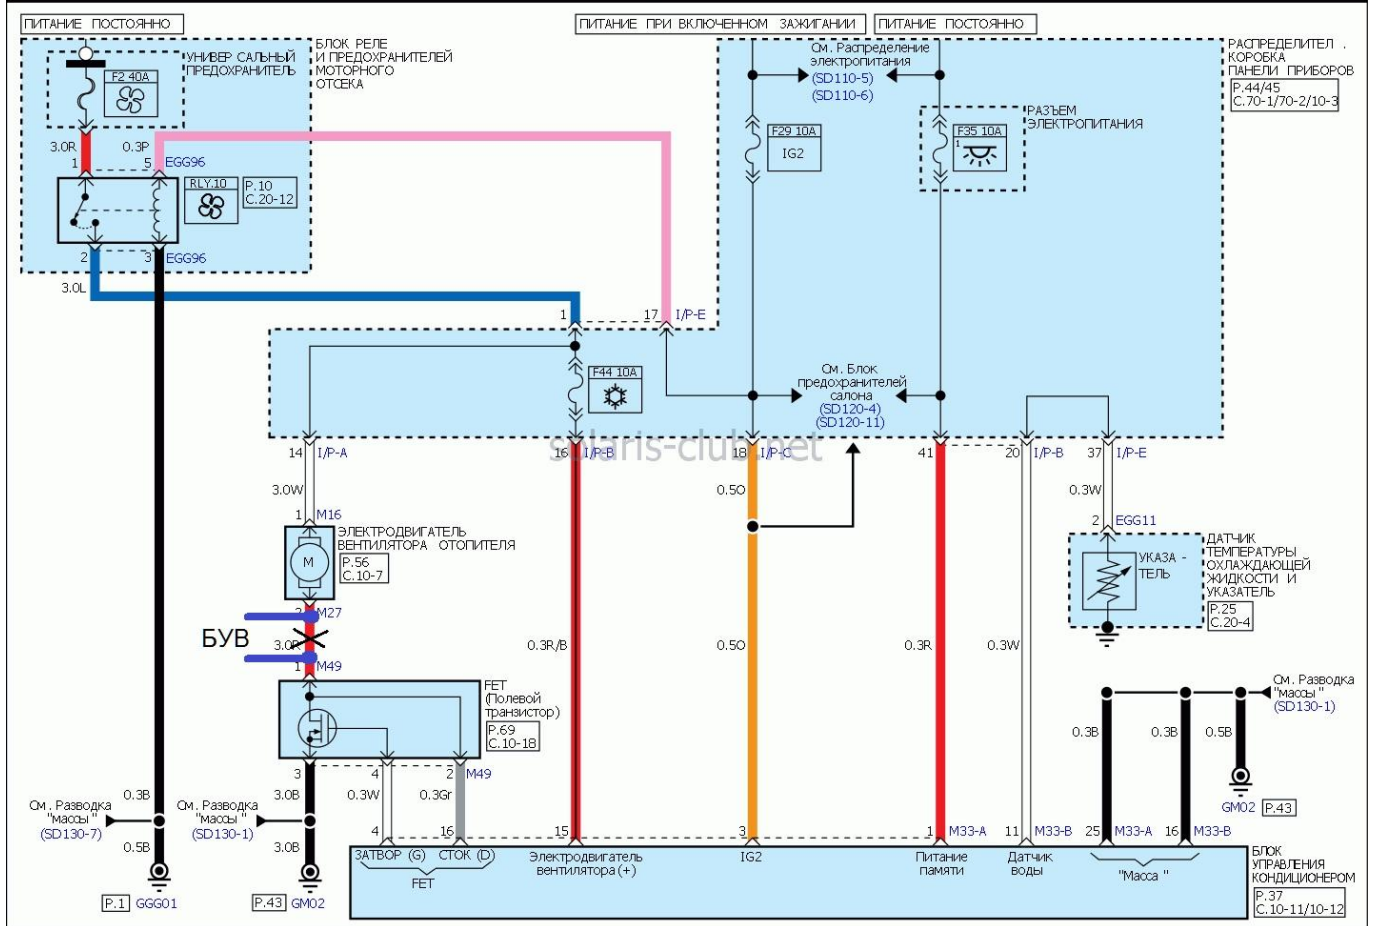 ПИТАНИЕ ПОСТОЯННО
ПИТАНИЕ ПРИ ВКЛЮЧЕННОМ ЗАЖИГАНИИ
ПИТАНИЕ ПОСТОЯННО
УНИВЕР САЛЬНЫЙ
ПРЕДОХРАНИТЕЛЬ
F2 40A
БЛОК РЕЛЕ
И ПРЕДОХРАНИТЕЛЕЙ
МОТОРНОГО
ОТСЕКА
См. Распределение
электропитания
(SD110-5)
(SD110-6)
РАСПРЕДЕЛИТЕЛ .
КОРОБКА
ПАНЕЛИ ПРИБОРОВ
P.44/45
C.70-1/70-2/10-3
РАЗЪЕМ
ЭЛЕКТРОПИТАНИЯ
F29 10A
IG2
F35 10A
1
3.0R
0.3P
1
5
EGG96
RLY.10
P.10
C.20-12
2
3
EGG96
3.0L
1
17
I/P-E
F44 10A
См. Блок
предохранителей
салона
(SD120-4)
(SD120-11)
solaris-club.net
14
I/P-A
16
I/P-B
18
I/P-C
41
20
I/P-B
37
I/P-E
3.0W
0.5O
0.3W
1
M16
M
ЭЛЕКТРОДВИГАТЕЛЬ
ВЕНТИЛЯТОРА ОТОПИТЕЛЯ
P.56
C.10-7
2
EGG11
УКАЗА -
ТЕЛЬ
ДАТЧИК
ТЕМПЕРАТУРЫ
ОХЛАЖДАЮЩЕЙ
ЖИДКОСТИ И
УКАЗАТЕЛЬ
P.25
C.20-4
2
M27
БУВ
3.0R
1
M49
0.3R/B
0.5O
0.3R
0.3W
FET
(Полевой
транзистор)
P.69
C.10-18
См. Разводка
"массы "
(SD130-1)
0.3B
0.3B
0.5B
3
4
2
M49
3.0B
0.3W
0.3Gr
GM02
P.43
См. Разводка
"массы "
(SD130-7)
0.3B
0.5B
См. Разводка
"массы "
(SD130-1)
3.0B
4
16
15
3
1
M33-A
11
M33-B
25
M33-A
16
M33-B
ЗАТВОР (G)
СТОК (D)
FET
Электродвигатель
вентилятора (+)
IG2
Питание
памяти
Датчик
воды
"Масса "
БЛОК
УПРАВЛЕНИЯ
КОНДИЦИОНЕРОМ
P.37
C.10-11/10-12
P.1
GGG01
P.43
GM02